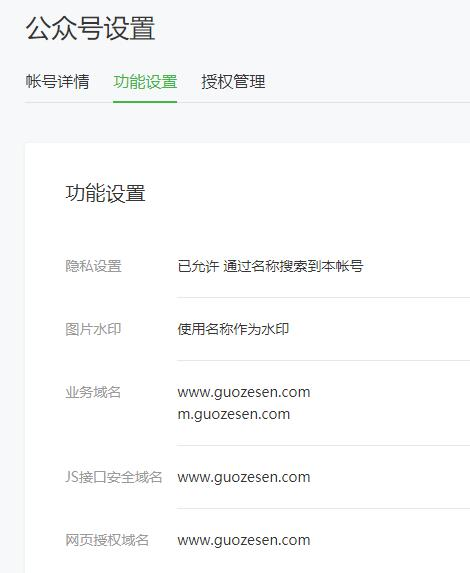 公众号设置
帐号详情 功能设置 授权管理
功能设置
隐私设置 已允许 通过名称搜索到本帐号
图片水印 使用名称作为水印
业务域名 www.guozesen.com
m.guozesen.com
JS接口安全域名 www.guozesen.com
网页授权域名 www.guozesen.com